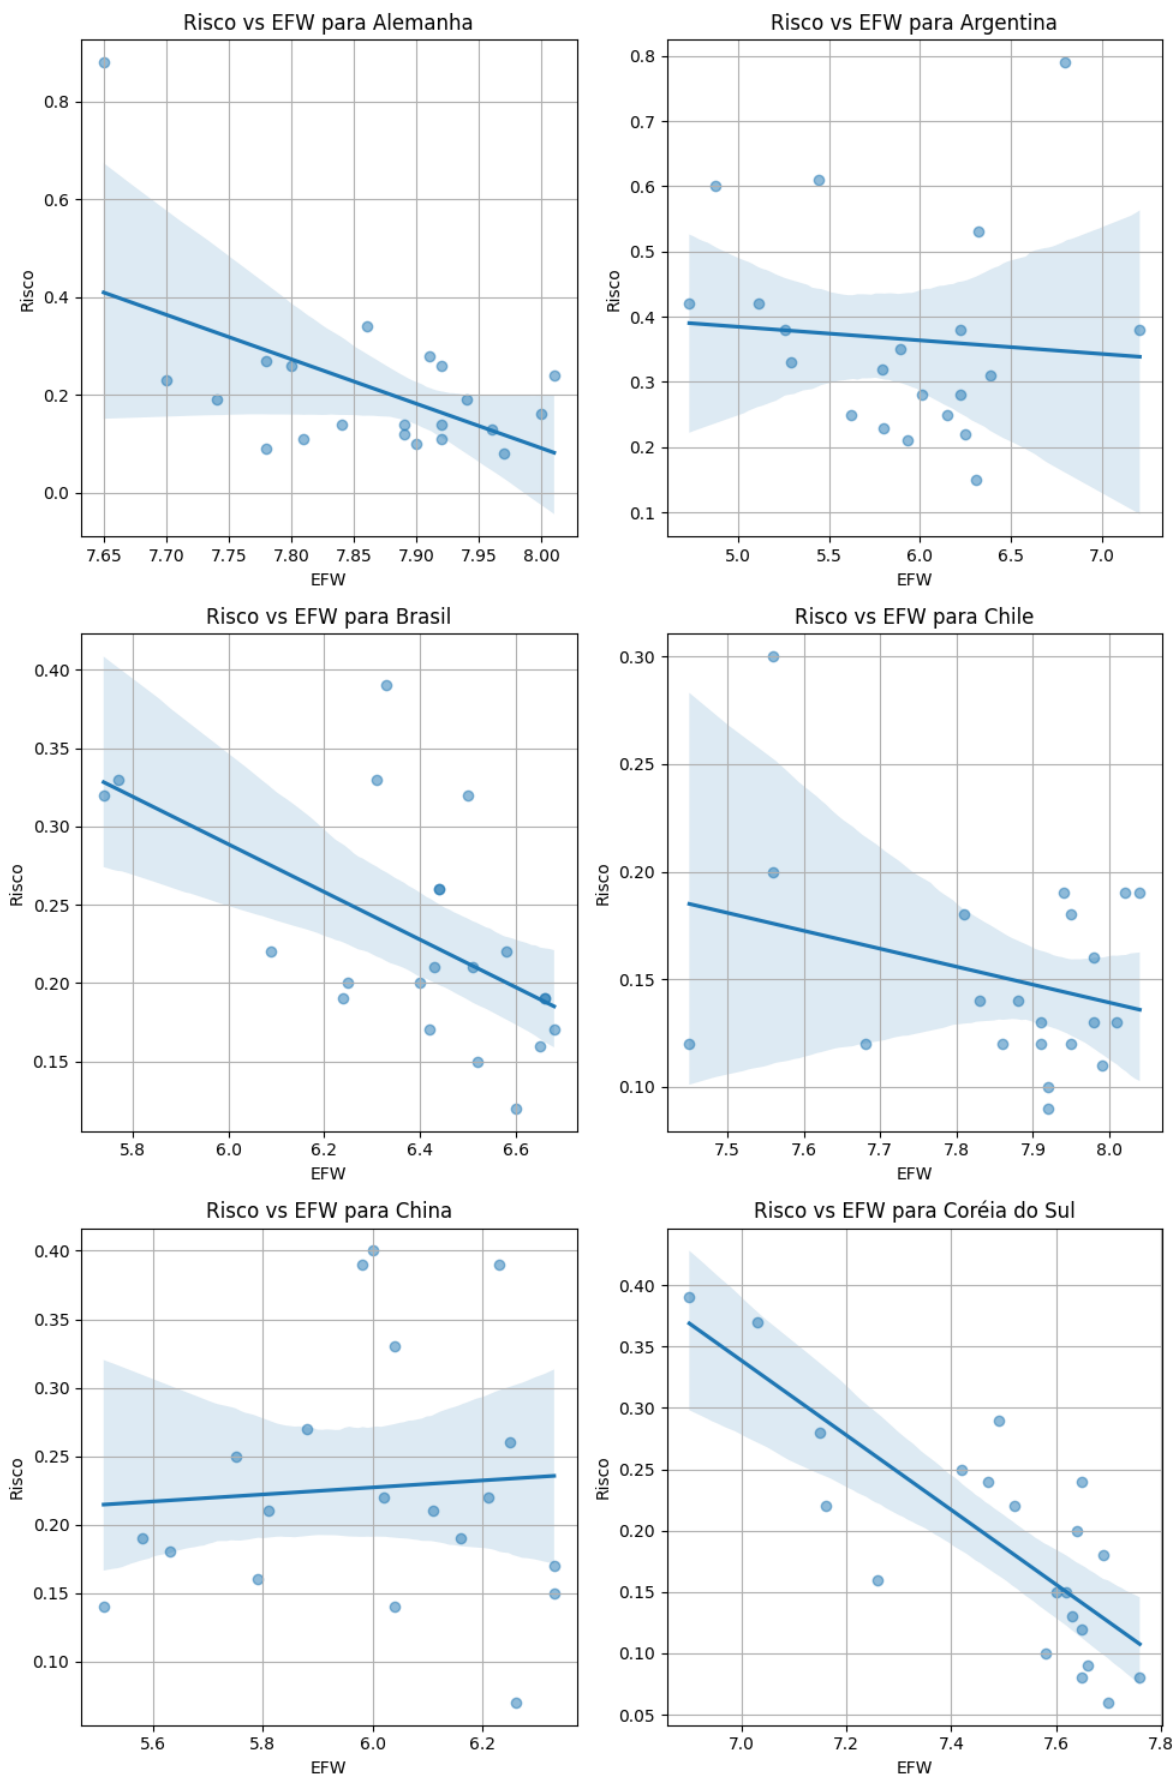 Risco vs EFW para Alemanha
Risco
0.8
0.6
0.4
0.2
0.0
7.65 7.70 7.75 7.80 7.85 7.90 7.95 8.00
EFW
Risco vs EFW para Argentina
Risco
0.8
0.7
0.6
0.5
0.4
0.3
0.2
0.1
5.0 5.5 6.0 6.5 7.0
EFW
Risco vs EFW para Brasil
Risco
0.40
0.35
0.30
0.25
0.20
0.15
5.8 6.0 6.2 6.4 6.6
EFW
Risco vs EFW para Chile
Risco
0.30
0.25
0.20
0.15
0.10
7.5 7.6 7.7 7.8 7.9 8.0
EFW
Risco vs EFW para China
Risco
0.40
0.35
0.30
0.25
0.20
0.15
0.10
5.6 5.8 6.0 6.2
EFW
Risco vs EFW para Coréia do Sul
Risco
0.40
0.35
0.30
0.25
0.20
0.15
0.10
0.05
7.0 7.2 7.4 7.6 7.8
EFW